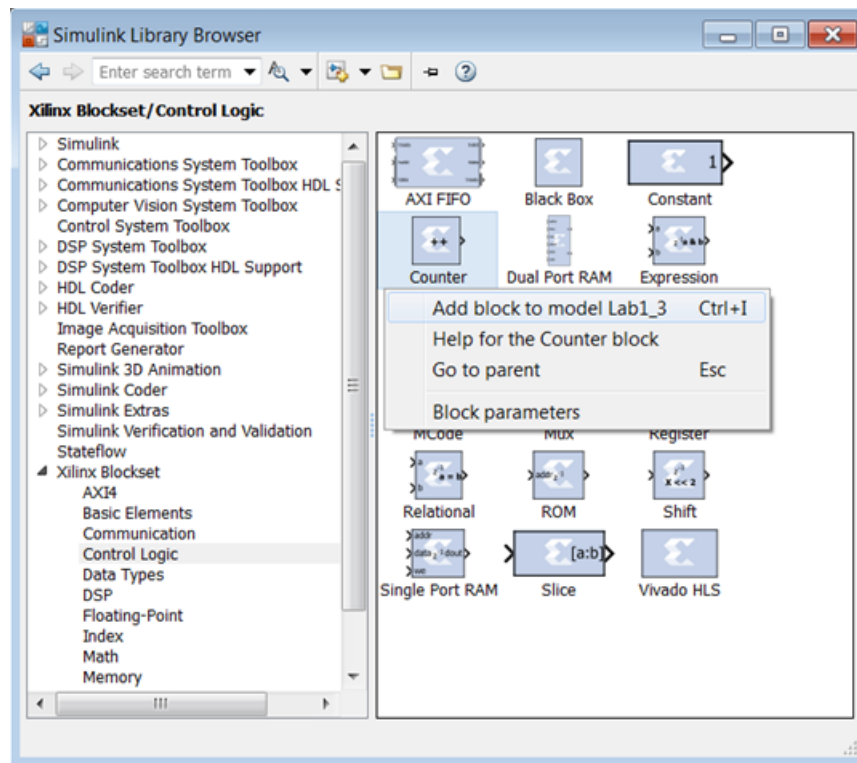 Simulink Library Browser
Enter search term
Xilinx Blockset/Control Logic
Simulink
Communications System Toolbox
Communications System Toolbox HDL S
Computer Vision System Toolbox
Control System Toolbox
DSP System Toolbox
DSP System Toolbox HDL Support
HDL Coder
HDL Verifier
Image Acquisition Toolbox
Report Generator
Simulink 3D Animation
Simulink Coder
Simulink Extras
Simulink Verification and Validation
Stateflow
Xilinx Blockset
AXI4
Basic Elements
Communication
Control Logic
Data Types
DSP
Floating-Point
Index
Math
Memory
1
AXI FIFO Black Box Constant
++
a
b
Counter Dual Port RAM Expression
Add block to model Lab1_3 Ctrl+I
Help for the Counter block
Go to parent Esc
Block parameters
MCode Mux Register
a
b
a = b
addr
X << 2
Relational ROM Shift
addr
data
we
dout
[a:b]
Single Port RAM Slice Vivado HLS